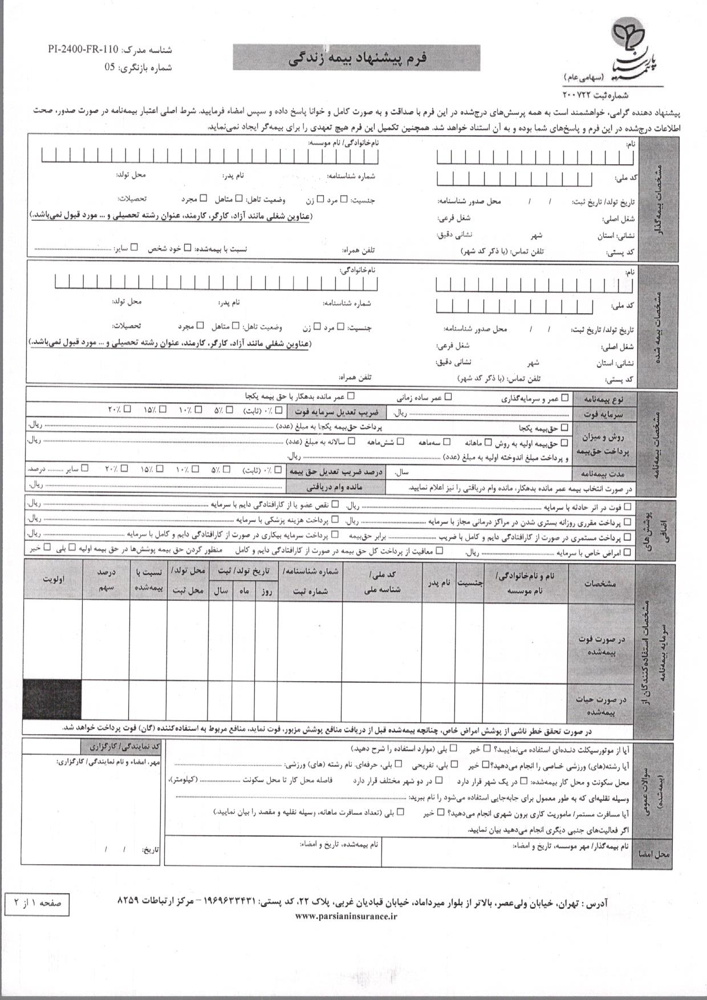 بیمه پارسیان
(سهامی عام)
شماره ثبت ۲۰۰۷۲۲
فرم پیشنهاد بیمه زندگی
شناسه مدرک: PI-2400-FR-110
شماره بازنگری: 05
پیشنهاد دهنده گرامی، خواهشمند است به همه پرسش‌های درج‌شده در این فرم با صداقت و به صورت کامل و خوانا پاسخ داده و سپس امضاء فرمایید. شرط اصلی اعتبار بیمه‌نامه در صورت صدور، صحت
اطلاعات درج‌شده در این فرم و پاسخ‌های شما بوده و به آن استناد خواهد شد. همچنین تکمیل این فرم هیچ تعهدی را برای بیمه‌گر ایجاد نمی‌نماید.
مشخصات بیمه‌گذار
نام: نام‌خانوادگی/ نام موسسه:
کد ملی: شماره شناسنامه: نام پدر: محل تولد:
تاریخ تولد/ تاریخ ثبت: / / محل صدور شناسنامه: جنسیت: □ مرد □ زن وضعیت تاهل: □ متاهل □ مجرد تحصیلات:
شغل اصلی: شغل فرعی: (عناوین شغلی مانند آزاد، کارگر، کارمند، عنوان رشته تحصیلی و ... مورد قبول نمی‌باشد.)
نشانی: استان شهر نشانی دقیق:
کد پستی: تلفن تماس: (با ذکر کد شهر) تلفن همراه: نسبت با بیمه‌شده: □ خود شخص □ سایر: ........
مشخصات بیمه شده
نام: نام‌خانوادگی:
کد ملی: شماره شناسنامه: نام پدر: محل تولد:
تاریخ تولد/ تاریخ ثبت: / / محل صدور شناسنامه: جنسیت: □ مرد □ زن وضعیت تاهل: □ متاهل □ مجرد تحصیلات:
شغل اصلی: شغل فرعی: (عناوین شغلی مانند آزاد، کارگر، کارمند، عنوان رشته تحصیلی و ... مورد قبول نمی‌باشد.)
نشانی: استان شهر نشانی دقیق:
کد پستی: تلفن تماس: (با ذکر کد شهر) تلفن همراه:
مشخصات بیمه‌نامه
نوع بیمه‌نامه □ عمر و سرمایه‌گذاری □ عمر ساده زمانی □ عمر مانده بدهکار با حق بیمه یکجا
سرمایه فوت ........ ریال. ضریب تعدیل سرمایه فوت □ ۰٪ (ثابت) □ ۵٪ □ ۱۰٪ □ ۱۵٪ □ ۲۰٪
روش و میزان پرداخت حق‌بیمه □ حق‌بیمه یکجا پرداخت حق‌بیمه یکجا به مبلغ (عدد) ........ ریال.
□ حق‌بیمه اولیه به روش □ ماهانه □ سه‌ماهه □ شش‌ماهه □ سالانه به مبلغ (عدد) ........ ریال.
و پرداخت مبلغ اندوخته اولیه به مبلغ (عدد) ........ ریال.
مدت بیمه‌نامه سال. درصد ضریب تعدیل حق بیمه □ ۰٪ (ثابت) □ ۵٪ □ ۱۰٪ □ ۱۵٪ □ ۲۰٪ □ سایر ........ درصد.
در صورت انتخاب بیمه عمر مانده بدهکار، مانده وام دریافتی را نیز اعلام نمایید. مانده وام دریافتی ........ ریال.
پوشش‌های اضافی
□ فوت در اثر حادثه با سرمایه ........ ریال. □ نقص عضو یا از کارافتادگی دایم با سرمایه ........ ریال.
□ پرداخت مقرری روزانه بستری شدن در مراکز درمانی مجاز با سرمایه ........ ریال. □ پرداخت هزینه پزشکی با سرمایه ........ ریال.
□ پرداخت مستمری در صورت از کارافتادگی دایم و کامل با ضریب ........ برابر حق‌بیمه □ پرداخت سرمایه بیکاری در صورت از کارافتادگی دایم و کامل با سرمایه ........ ریال.
□ امراض خاص با سرمایه ........ ریال. □ معافیت از پرداخت کل حق بیمه در صورت از کارافتادگی دایم و کامل منظور کردن حق بیمه پوشش‌ها در حق بیمه اولیه □ بلی □ خیر
مشخصات استفاده‌کنندگان از سرمایه بیمه‌نامه
مشخصات نام و نام‌خانوادگی/ نام موسسه جنسیت نام پدر کد ملی/ شناسه ملی شماره شناسنامه/ شماره ثبت تاریخ تولد/ ثبت محل تولد/ محل ثبت نسبت با بیمه‌شده درصد سهم اولویت
روز ماه سال
در صورت فوت بیمه‌شده
در صورت حیات بیمه‌شده
در صورت تحقق خطر ناشی از پوشش امراض خاص، چنانچه بیمه‌شده قبل از دریافت منافع پوشش مزبور، فوت نماید، منافع مربوط به استفاده‌کننده (گان) فوت پرداخت خواهد شد.
سوالات عمومی (بیمه‌شده)
آیا از موتورسیکلت دنده‌ای استفاده می‌نمایید؟ □ خیر □ بلی (موارد استفاده را شرح دهید.)
آیا رشته(های) ورزشی خاصی را انجام می‌دهید؟ □ خیر □ بلی، تفریحی □ بلی، حرفه‌ای. نام رشته (های) ورزشی: ........
محل سکونت و محل کار بیمه‌شده: □ در یک شهر قرار دارد □ در دو شهر مختلف قرار دارد فاصله محل کار تا محل سکونت ........ (کیلومتر)،
وسیله نقلیه‌ای که به طور معمول برای جابه‌جایی استفاده می‌شود را نام ببرید: ........
آیا مسافرت مستمر/ ماموریت کاری برون شهری انجام می‌دهید؟ □ خیر □ بلی (تعداد مسافرت ماهانه، وسیله نقلیه و مقصد را بیان نمایید.)
اگر فعالیت‌های جنبی دیگری انجام می‌دهید بیان نمایید.
کد نمایندگی/ کارگزاری
مهر، امضاء و نام نمایندگی/ کارگزاری:
تاریخ: / /
محل امضا
نام بیمه‌گذار/ مهر موسسه، تاریخ و امضاء: نام بیمه‌شده، تاریخ و امضاء:
آدرس : تهران، خیابان ولی‌عصر، بالاتر از بلوار میرداماد، خیابان قبادیان غربی، پلاک ۲۲، کد پستی: ۱۹۶۹۶۳۳۴۳۱ – مرکز ارتباطات ۸۲۵۹
www.parsianinsurance.ir
صفحه ۱ از ۲